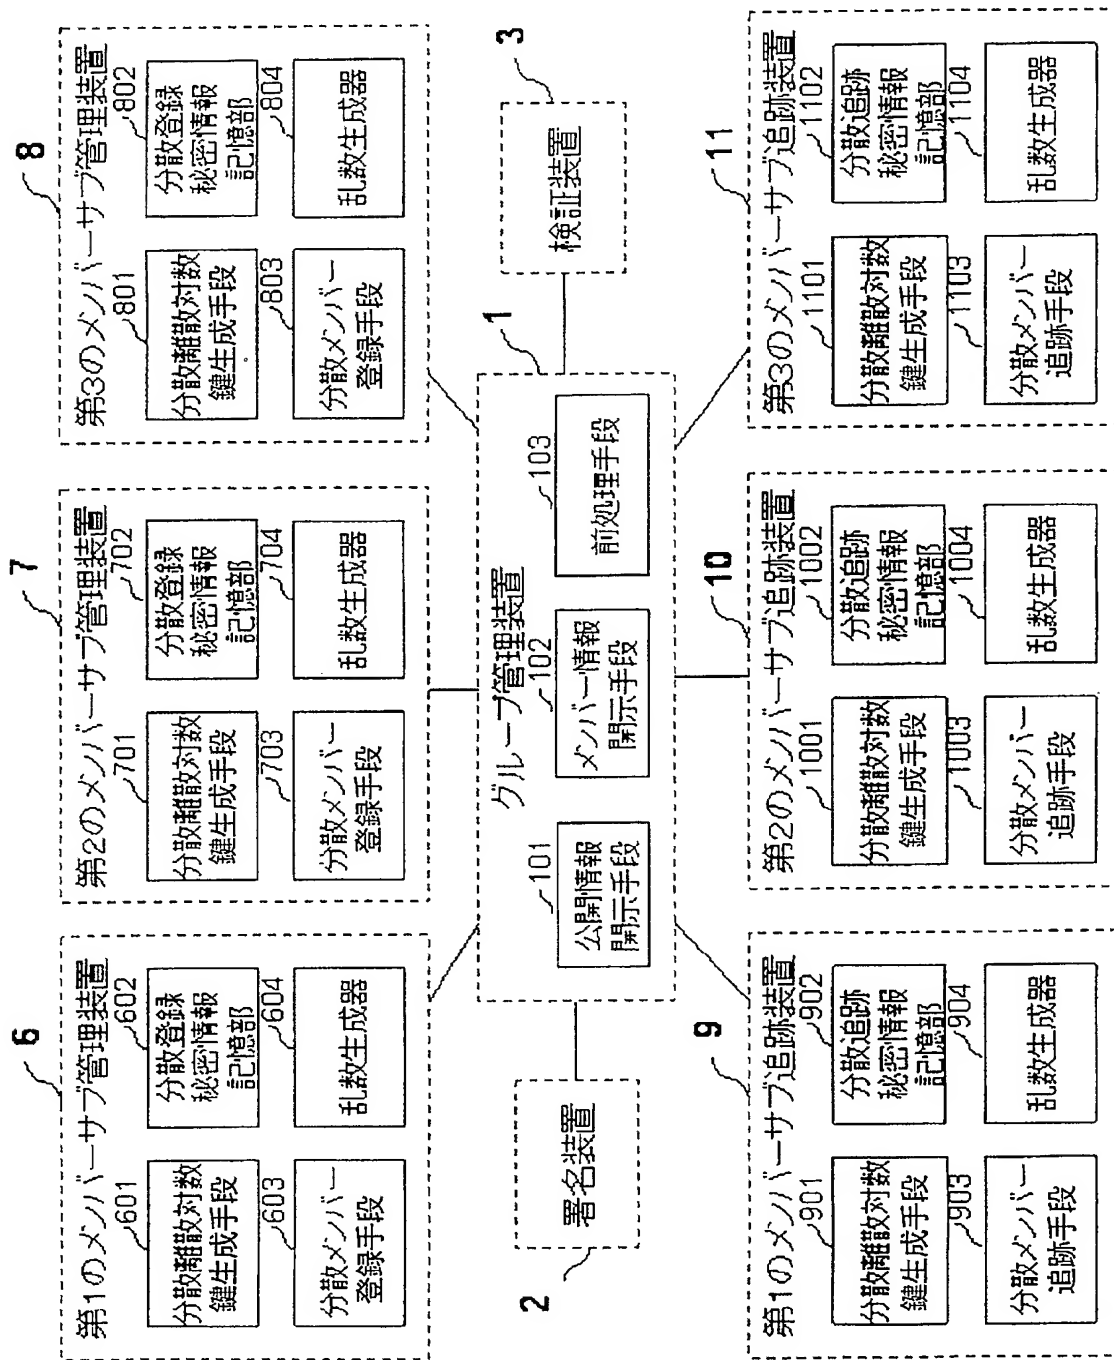 6
第1のメンバーサブ管理装置
601
分散離散対数
鍵生成手段
602
分散登録
秘密情報
記憶部
603
分散メンバー
登録手段
604
乱数生成器
7
第2のメンバーサブ管理装置
701
分散離散対数
鍵生成手段
702
分散登録
秘密情報
記憶部
703
分散メンバー
登録手段
704
乱数生成器
8
第3のメンバーサブ管理装置
801
分散離散対数
鍵生成手段
802
分散登録
秘密情報
記憶部
803
分散メンバー
登録手段
804
乱数生成器
2
署名装置
1
グループ管理装置
101
公開情報
開示手段
102
メンバー情報
開示手段
103
前処理手段
3
検証装置
9
第1のメンバーサブ追跡装置
901
分散離散対数
鍵生成手段
902
分散追跡
秘密情報
記憶部
903
分散メンバー
追跡手段
904
乱数生成器
10
第2のメンバーサブ追跡装置
1001
分散離散対数
鍵生成手段
1002
分散追跡
秘密情報
記憶部
1003
分散メンバー
追跡手段
1004
乱数生成器
11
第3のメンバーサブ追跡装置
1101
分散離散対数
鍵生成手段
1102
分散追跡
秘密情報
記憶部
1103
分散メンバー
追跡手段
1104
乱数生成器